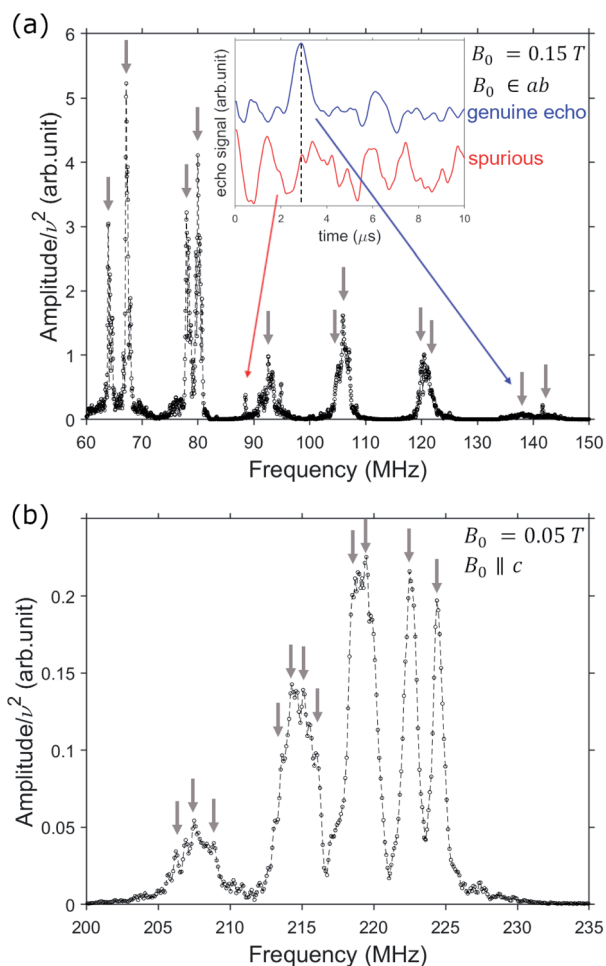 (a)
Amplitude/ν² (arb.unit)
6
5
4
3
2
1
0
60 70 80 90 100 110 120 130 140 150
Frequency (MHz)
echo signal (arb.unit)
0 2 4 6 8 10
time (μs)
B₀ = 0.15 T
B₀ ∈ ab
genuine echo
spurious
(b)
Amplitude/ν² (arb.unit)
0.2
0.15
0.1
0.05
0
200 205 210 215 220 225 230 235
Frequency (MHz)
B₀ = 0.05 T
B₀ ∥ c